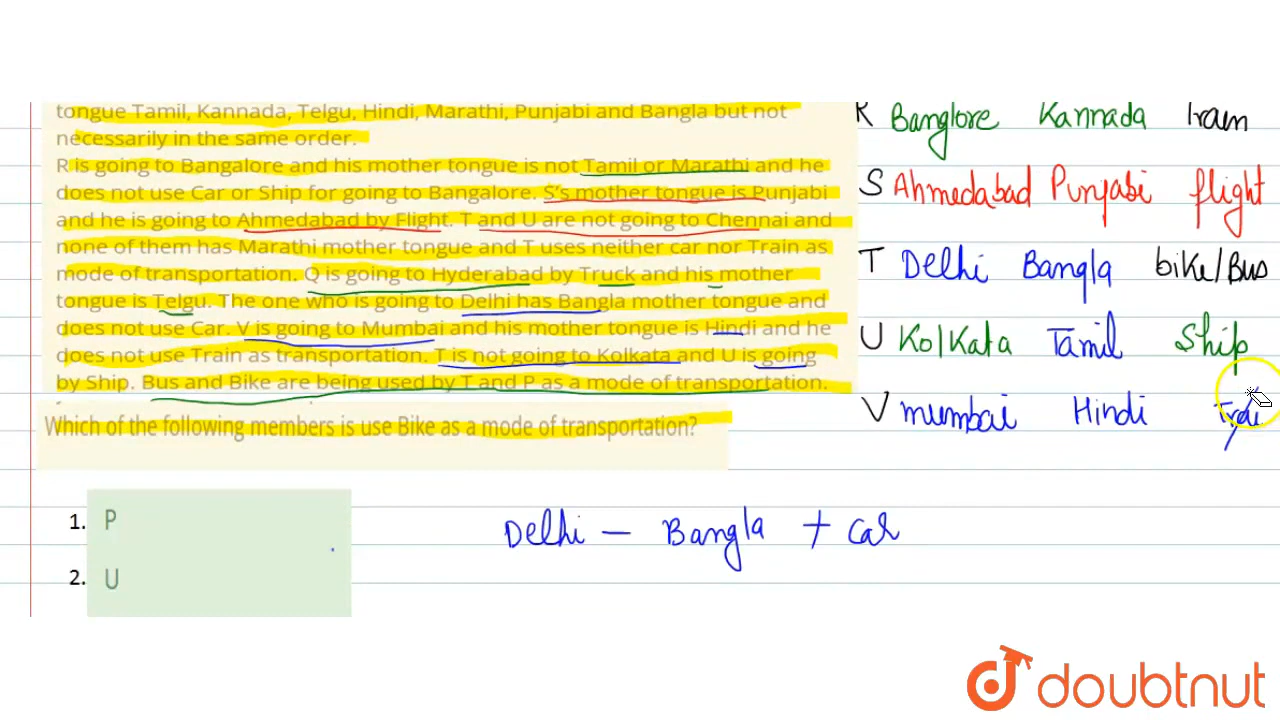 tongue Tamil, Kannada, Telgu, Hindi, Marathi, Punjabi and Bangla but not
necessarily in the same order.
R is going to Bangalore and his mother tongue is not Tamil or Marathi and he
does not use Car or Ship for going to Bangalore. S's mother tongue is Punjabi
and he is going to Ahmedabad by Flight. T and U are not going to Chennai and
none of them has Marathi mother tongue and T uses neither car nor Train as
mode of transportation. Q is going to Hyderabad by Truck and his mother
tongue is Telgu. The one who is going to Delhi has Bangla mother tongue and
does not use Car. V is going to Mumbai and his mother tongue is Hindi and he
does not use Train as transportation. T is not going to Kolkata and U is going
by Ship. Bus and Bike are being used by T and P as a mode of transportation.
Which of the following members is use Bike as a mode of transportation?
1. P
2. U
R Banglore Kannada Train
S Ahmedabad Punjabi flight
T Delhi Bangla bike/Bus
U Kolkata Tamil Ship
V mumbai Hindi
Delhi — Bangla + Car
doubtnut